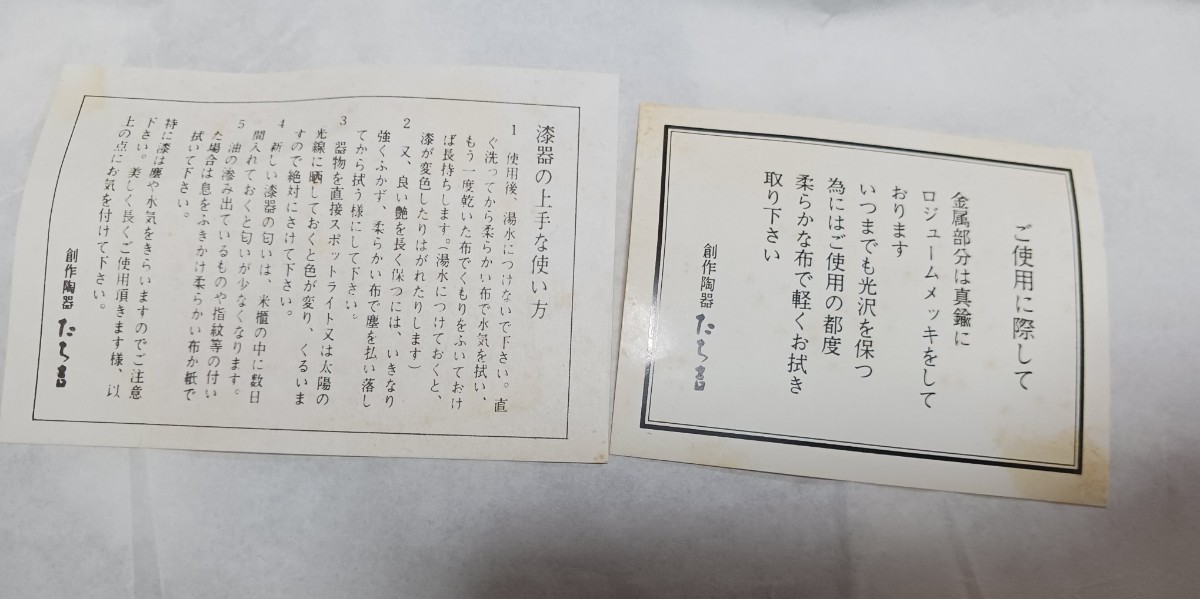 ご使用に際して
金属部分は真鍮に
ロジュームメッキをして
おります
いつまでも光沢を保つ
為にはご使用の都度
柔らかな布で軽くお拭き
取り下さい
創作陶器 たち吉
漆器の上手な使い方
1 使用後、湯水につけないで下さい。直
ぐ洗ってから柔らかい布で水気を拭い、
もう一度乾いた布でくもりをふいておけ
ば長持ちします。(湯水につけておくと、
漆が変色したりはがれたりします)
2 又、良い艶を長く保つには、いきなり
強くふかず、柔らかい布で塵を払い落し
てから拭う様にして下さい。
3 器物を直接スポットライト又は太陽の
光線に晒しておくと色が変り、くるいま
すので絶対にさけて下さい。
4 新しい漆器の匂いは、米櫃の中に数日
間入れておくと匂いが少なくなります。
5 油の滲み出ているものや指紋等の付い
た場合は息をふきかけ柔らかい布か紙で
拭いて下さい。
特に漆は塵や水気をきらいますのでご注意
下さい。美しく長くご使用頂きます様、以
上の点にお気を付けて下さい。
創作陶器 たち吉